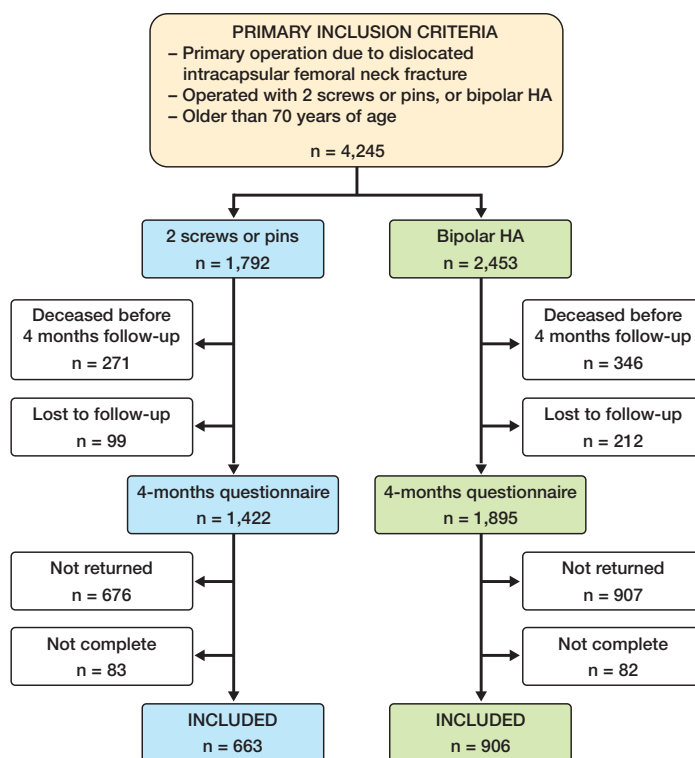 PRIMARY INCLUSION CRITERIA
– Primary operation due to dislocated
intracapsular femoral neck fracture
– Operated with 2 screws or pins, or bipolar HA
– Older than 70 years of age
n = 4,245
2 screws or pins
n = 1,792
Bipolar HA
n = 2,453
Deceased before
4 months follow-up
n = 271
Deceased before
4 months follow-up
n = 346
Lost to follow-up
n = 99
Lost to follow-up
n = 212
4-months questionnaire
n = 1,422
4-months questionnaire
n = 1,895
Not returned
n = 676
Not returned
n = 907
Not complete
n = 83
Not complete
n = 82
INCLUDED
n = 663
INCLUDED
n = 906